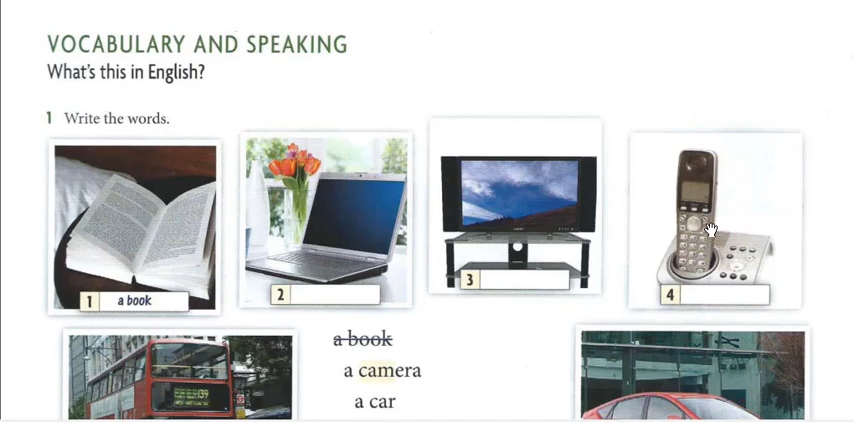 VOCABULARY AND SPEAKING
What's this in English?
1 Write the words.
1 a book
2
3
4
a book
a camera
a car
139